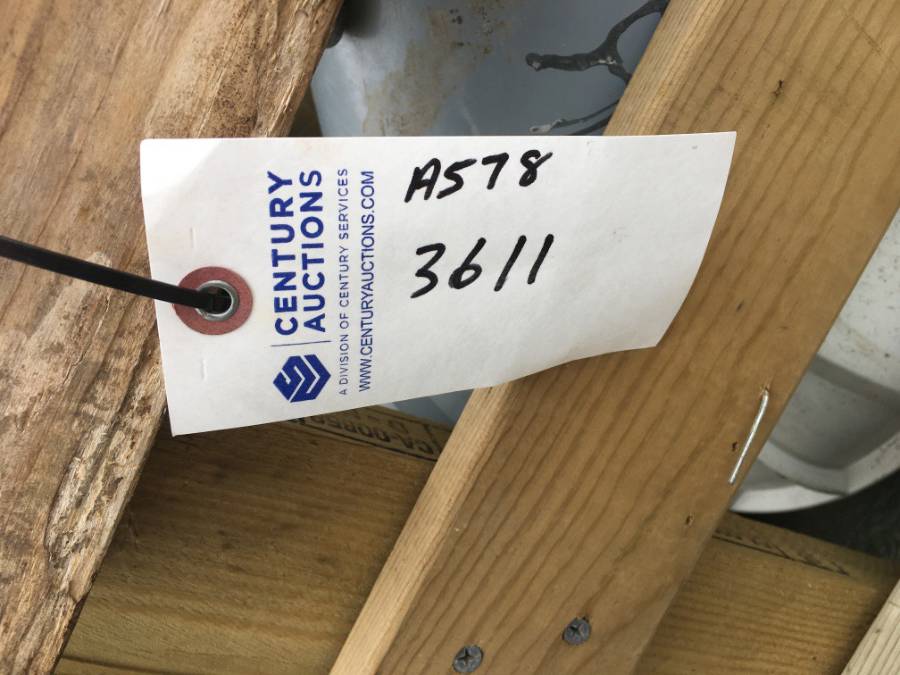 CENTURY
AUCTIONS
A DIVISION OF CENTURY SERVICES
WWW.CENTURYAUCTIONS.COM
A578
3611